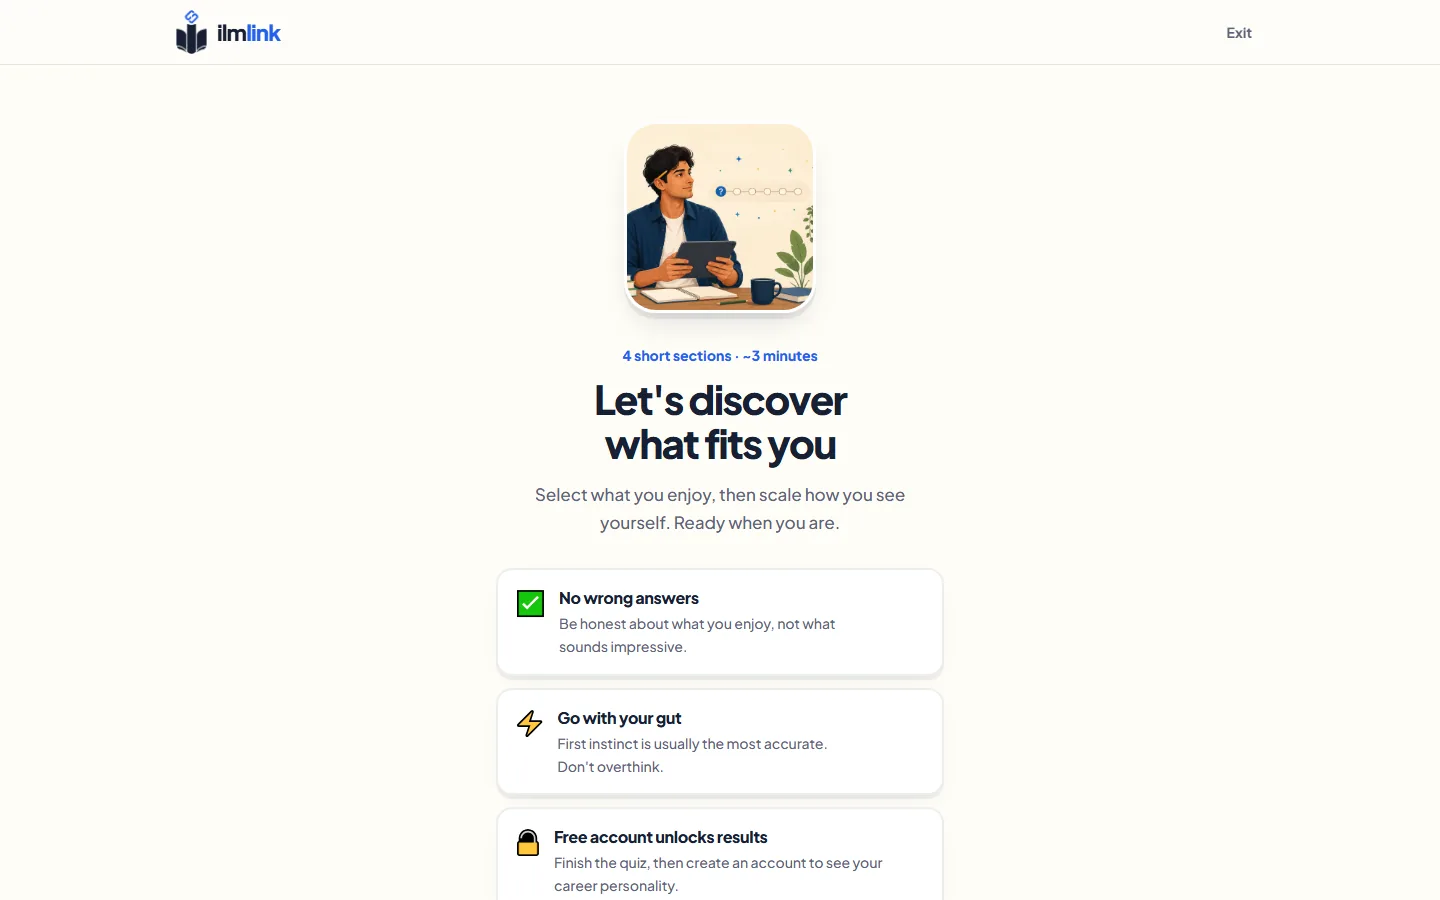 ilmlink
Exit
?
4 short sections · ~3 minutes
Let's discover
what fits you
Select what you enjoy, then scale how you see
yourself. Ready when you are.
No wrong answers
Be honest about what you enjoy, not what
sounds impressive.
Go with your gut
First instinct is usually the most accurate.
Don't overthink.
Free account unlocks results
Finish the quiz, then create an account to see your
career personality.